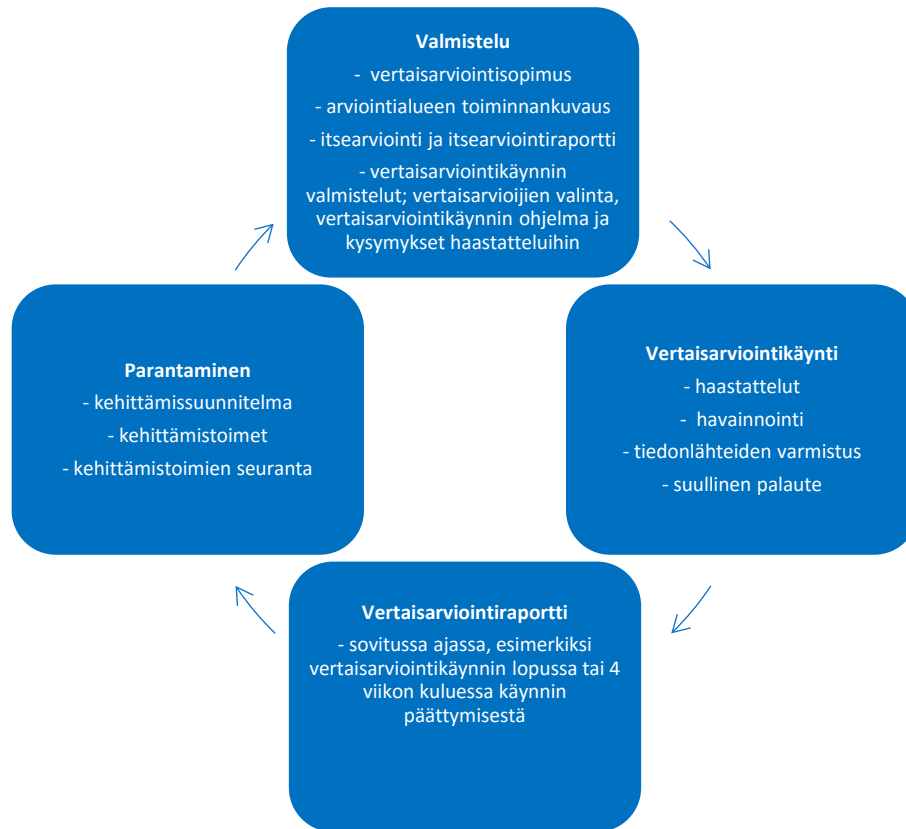 Valmistelu
- vertaisarviointisopimus
- arviointialueen toiminnankuvaus
- itsearviointi ja itsearviointiraportti
- vertaisarviointikäynnin
valmistelut; vertaisarvioijien valinta,
vertaisarviointikäynnin ohjelma ja
kysymykset haastatteluihin
Vertaisarviointikäynti
- haastattelut
- havainnointi
- tiedonlähteiden varmistus
- suullinen palaute
Vertaisarviointiraportti
- sovitussa ajassa, esimerkiksi
vertaisarviointikäynnin lopussa tai 4
viikon kuluessa käynnin
päättymisestä
Parantaminen
- kehittämissuunnitelma
- kehittämistoimet
- kehittämistoimien seuranta